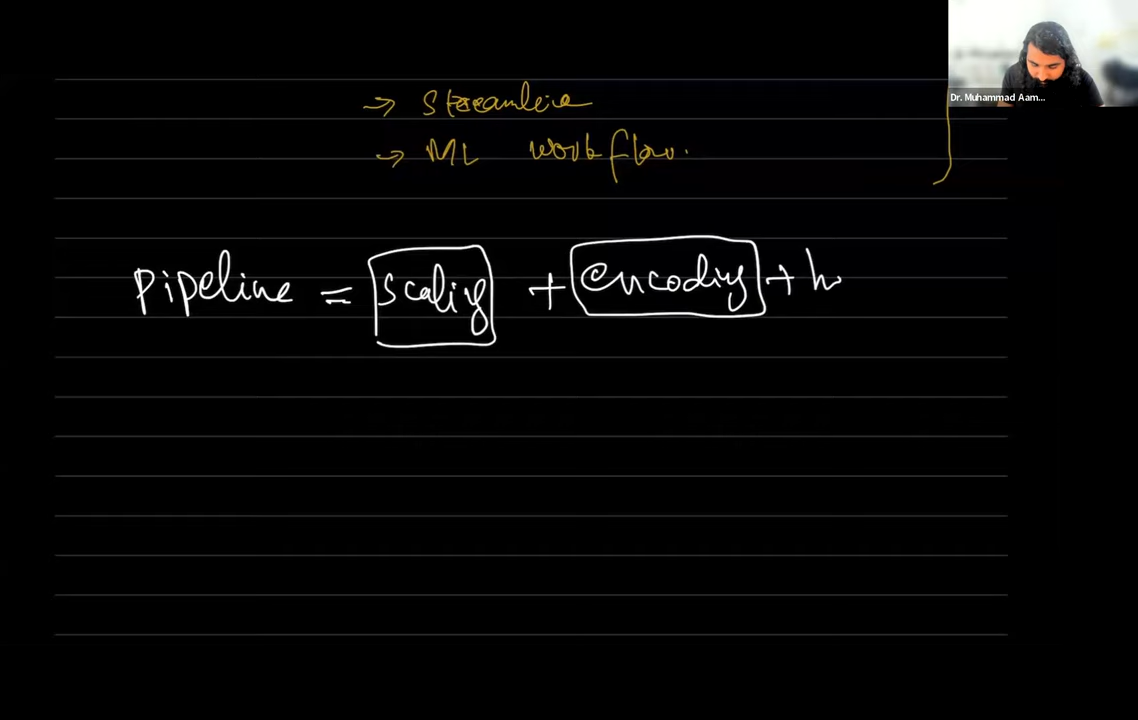 Dr. Muhammad Aam...
→ Streamline
→ ML workflow.
Pipeline = scaling + encoding + h